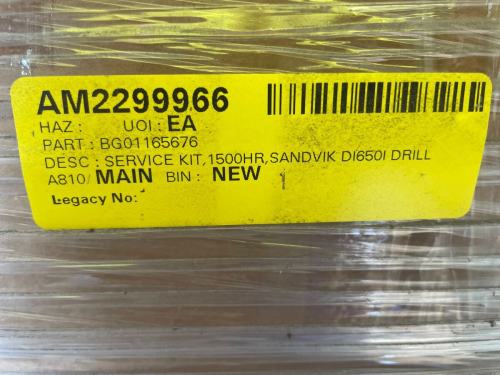 AM2299966
HAZ : UOI : EA
PART : BG01165676
DESC : SERVICE KIT,1500HR,SANDVIK DI650I DRILL
A810/ MAIN BIN : NEW
Legacy No: